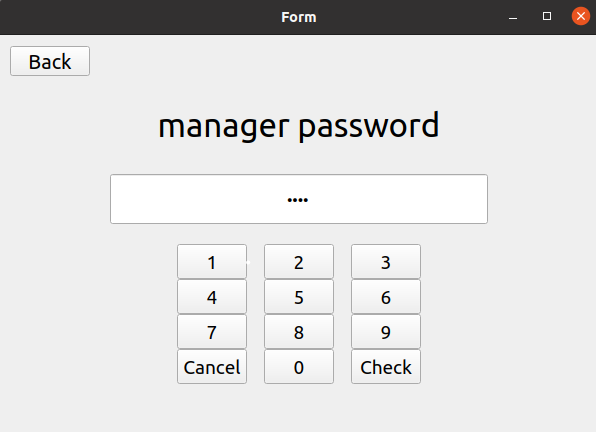 Form
Back
manager password
••••
1 2 3
4 5 6
7 8 9
Cancel 0 Check